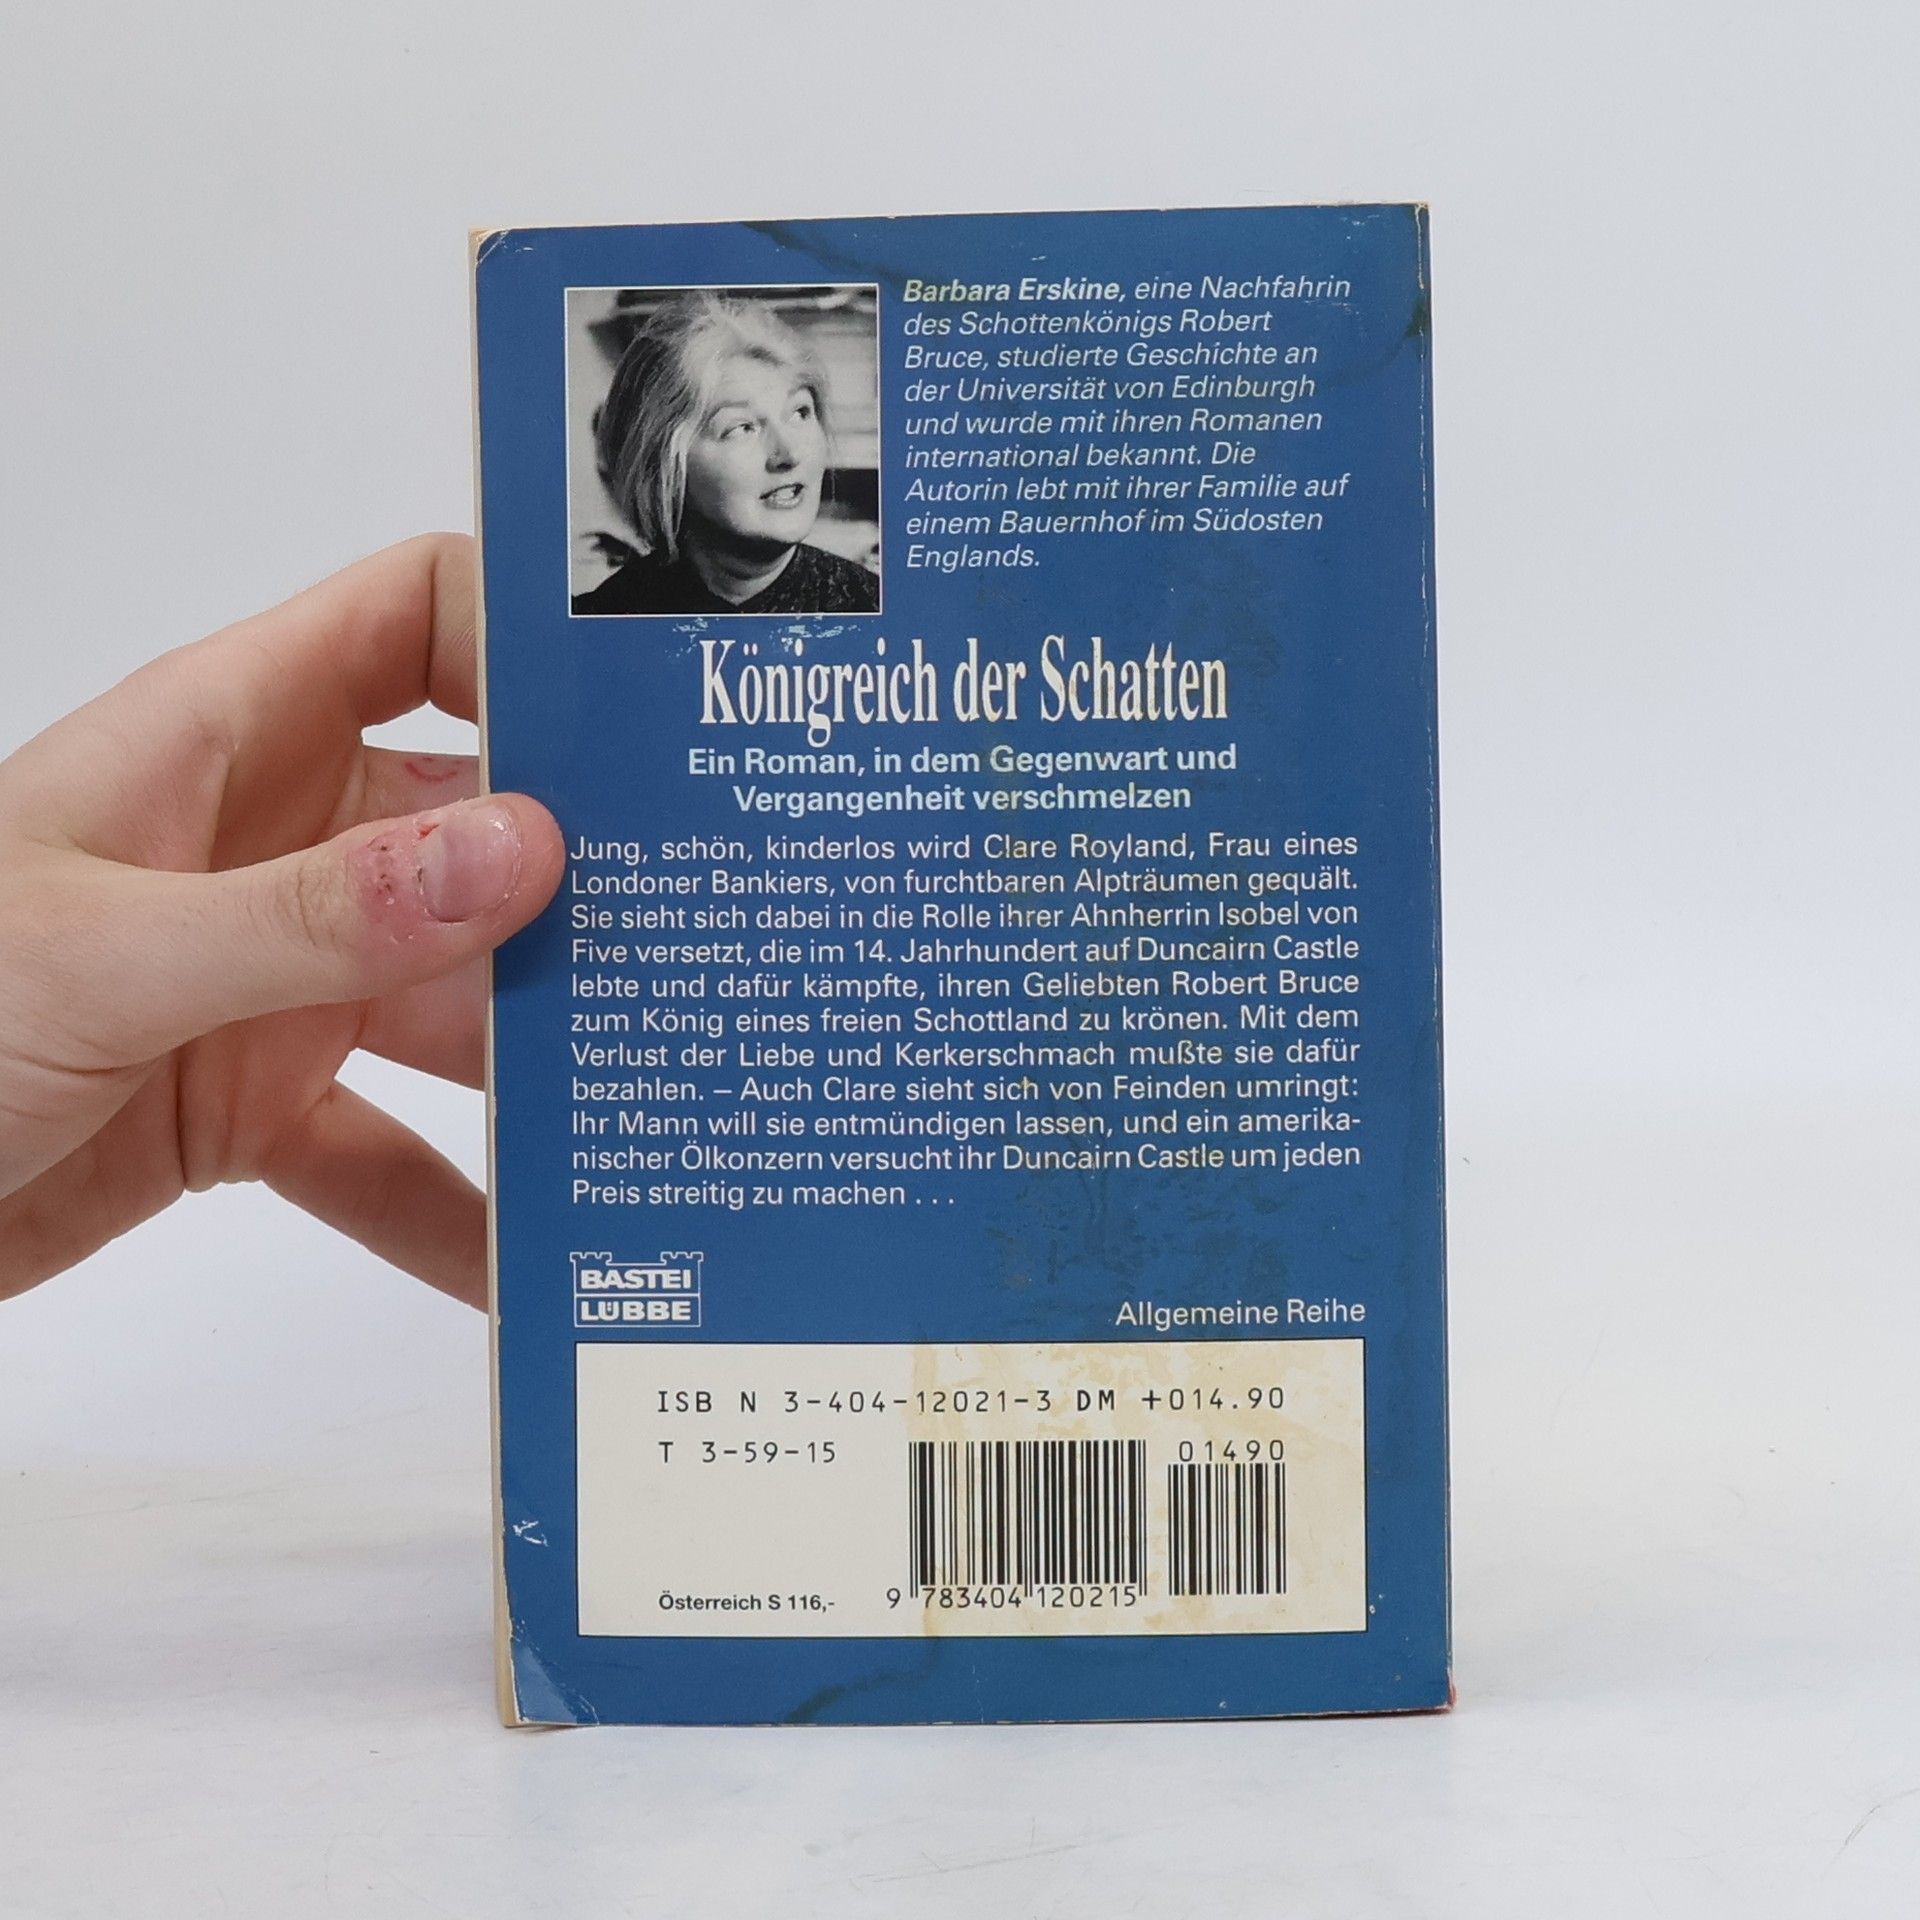 Barbara Erskine, eine Nachfahrin
des Schottenkönigs Robert
Bruce, studierte Geschichte an
der Universität von Edinburgh
und wurde mit ihren Romanen
international bekannt. Die
Autorin lebt mit ihrer Familie auf
einem Bauernhof im Südosten
Englands.
Königreich der Schatten
Ein Roman, in dem Gegenwart und
Vergangenheit verschmelzen
Jung, schön, kinderlos wird Clare Royland, Frau eines
Londoner Bankiers, von furchtbaren Alpträumen gequält.
Sie sieht sich dabei in die Rolle ihrer Ahnherrin Isobel von
Five versetzt, die im 14. Jahrhundert auf Duncairn Castle
lebte und dafür kämpfte, ihren Geliebten Robert Bruce
zum König eines freien Schottland zu krönen. Mit dem
Verlust der Liebe und Kerkerschmach mußte sie dafür
bezahlen. – Auch Clare sieht sich von Feinden umringt:
Ihr Mann will sie entmündigen lassen, und ein amerika-
nischer Ölkonzern versucht ihr Duncairn Castle um jeden
Preis streitig zu machen . . .
BASTEI
LÜBBE
Allgemeine Reihe
ISB N 3-404-12021-3 DM +014.90
T 3-59-15
01490
Österreich S 116,-
9 783404 120215